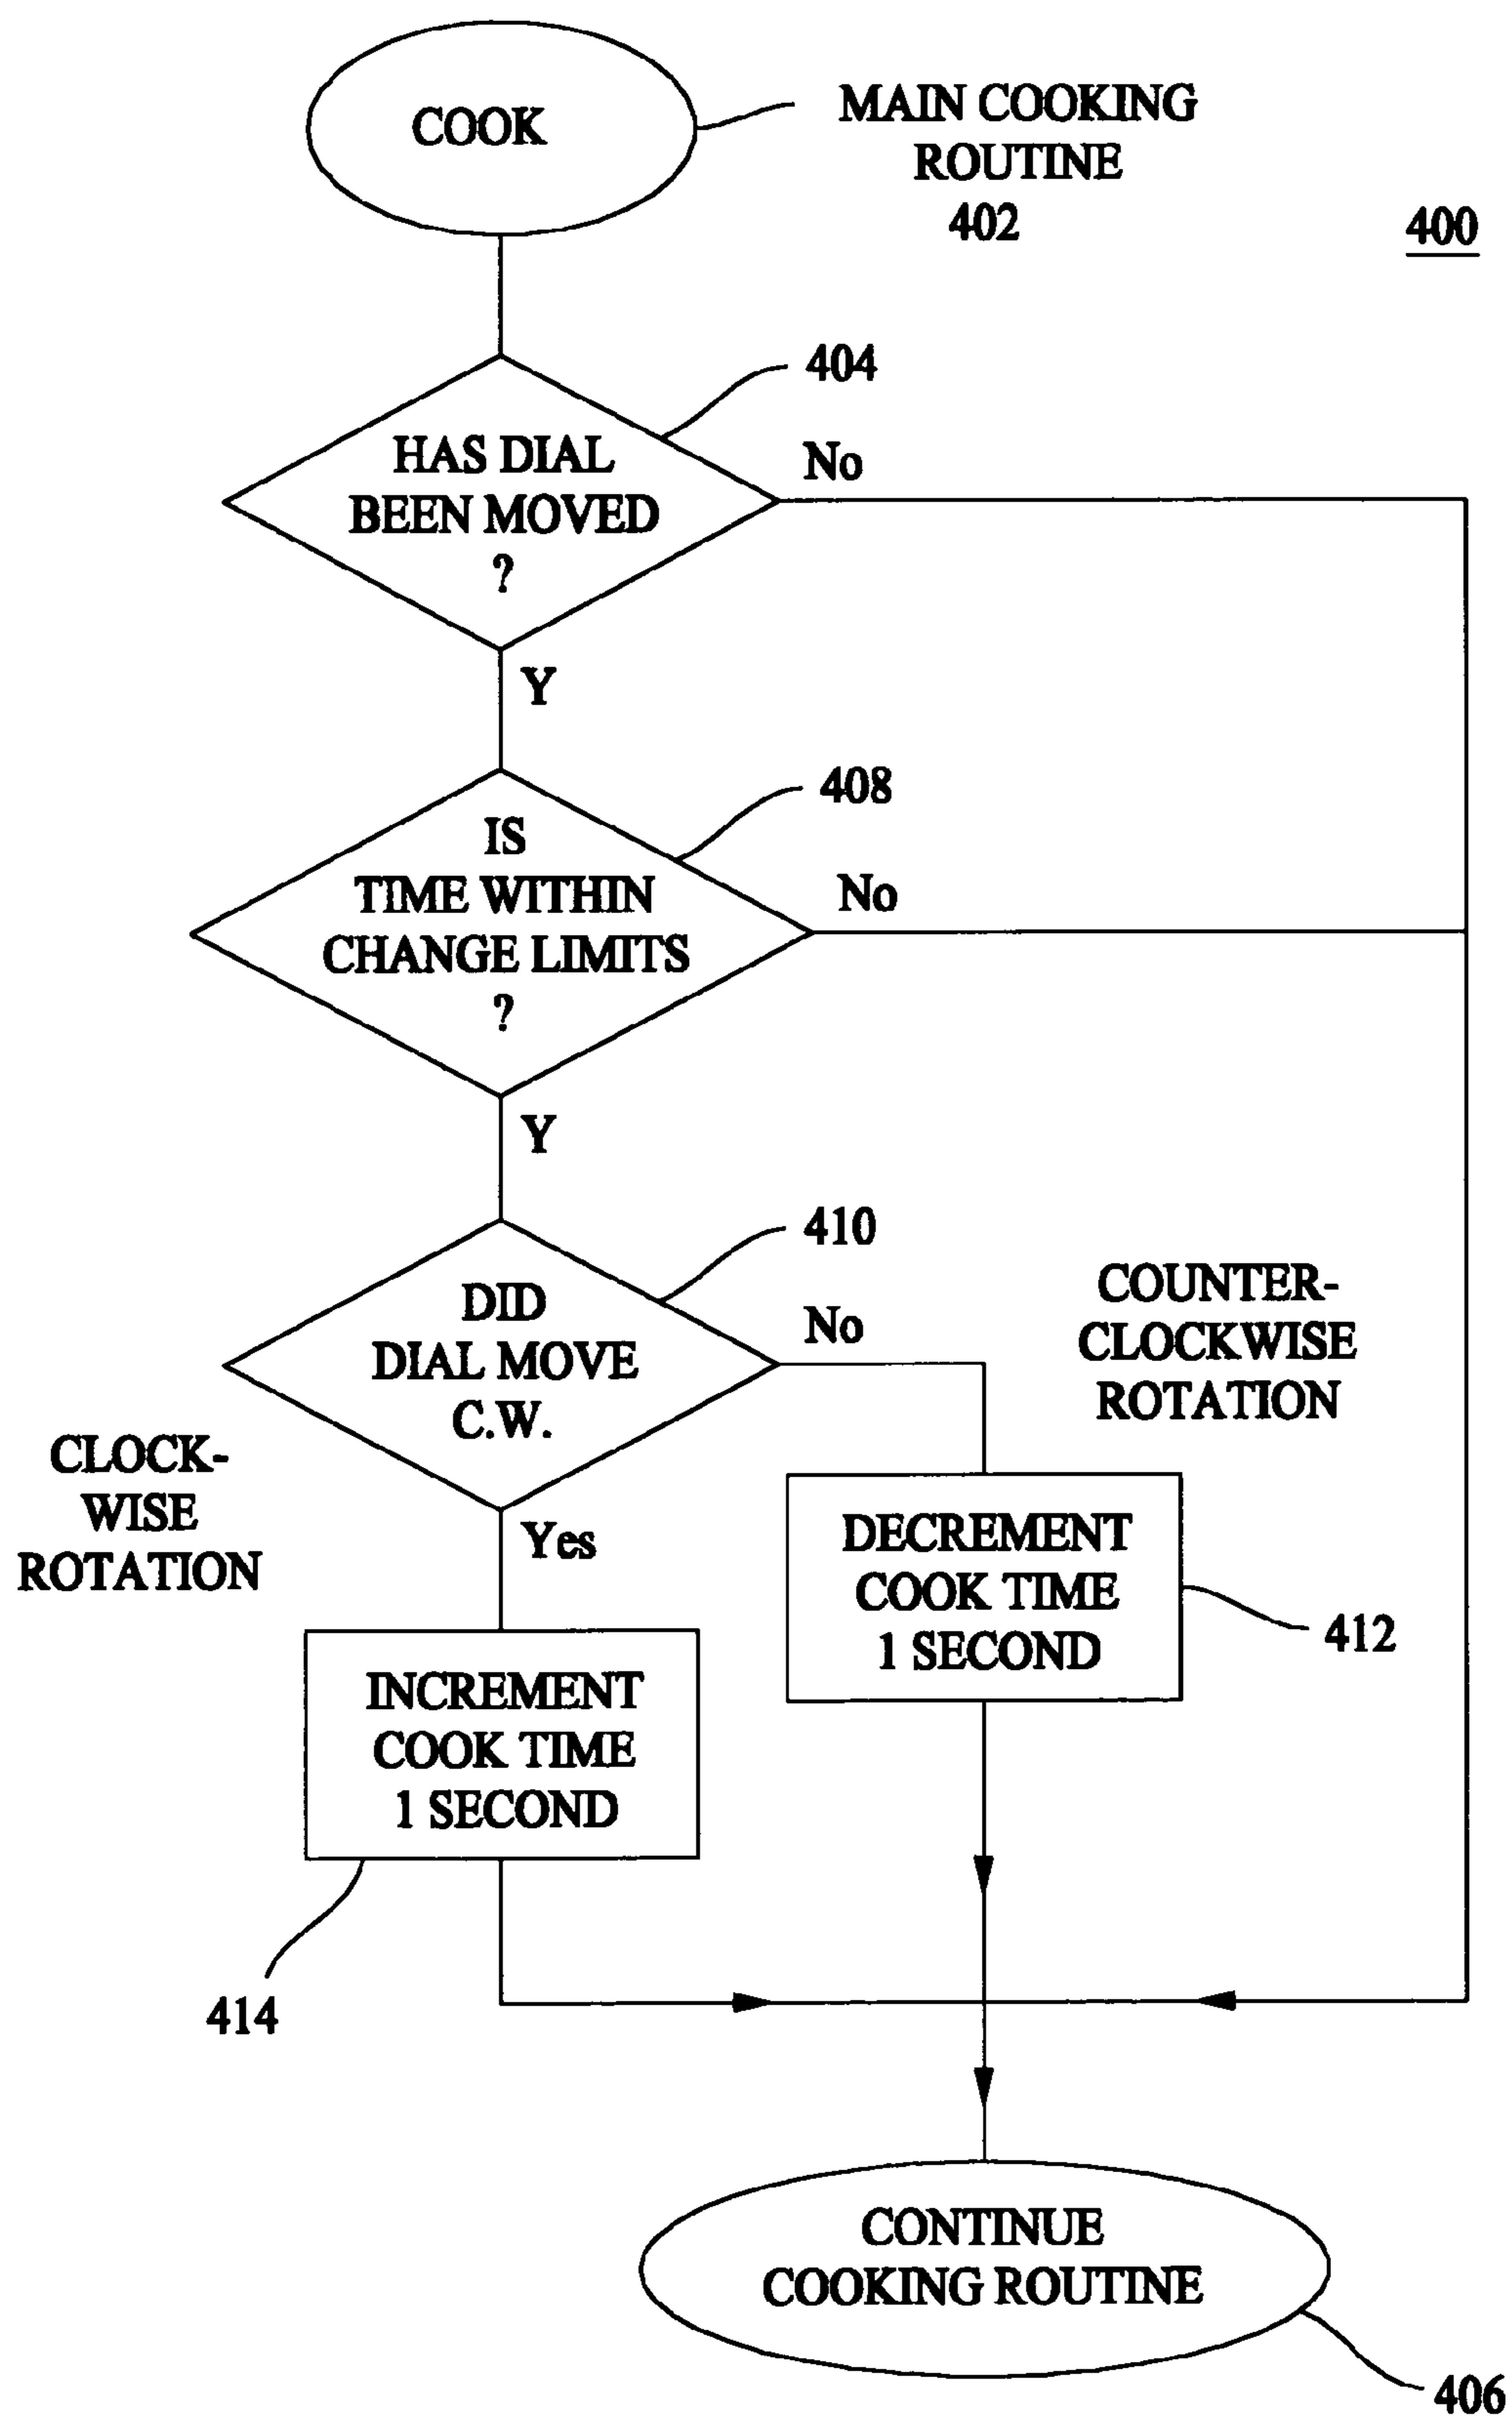 COOK
MAIN COOKING
ROUTINE
402
400
404
HAS DIAL
BEEN MOVED
?
No
Y
408
IS
TIME WITHIN
CHANGE LIMITS
?
No
Y
410
DID
DIAL MOVE
C.W.
No
COUNTER-
CLOCKWISE
ROTATION
CLOCK-
WISE
ROTATION
Yes
DECREMENT
COOK TIME
1 SECOND
412
INCREMENT
COOK TIME
1 SECOND
414
CONTINUE
COOKING ROUTINE
406